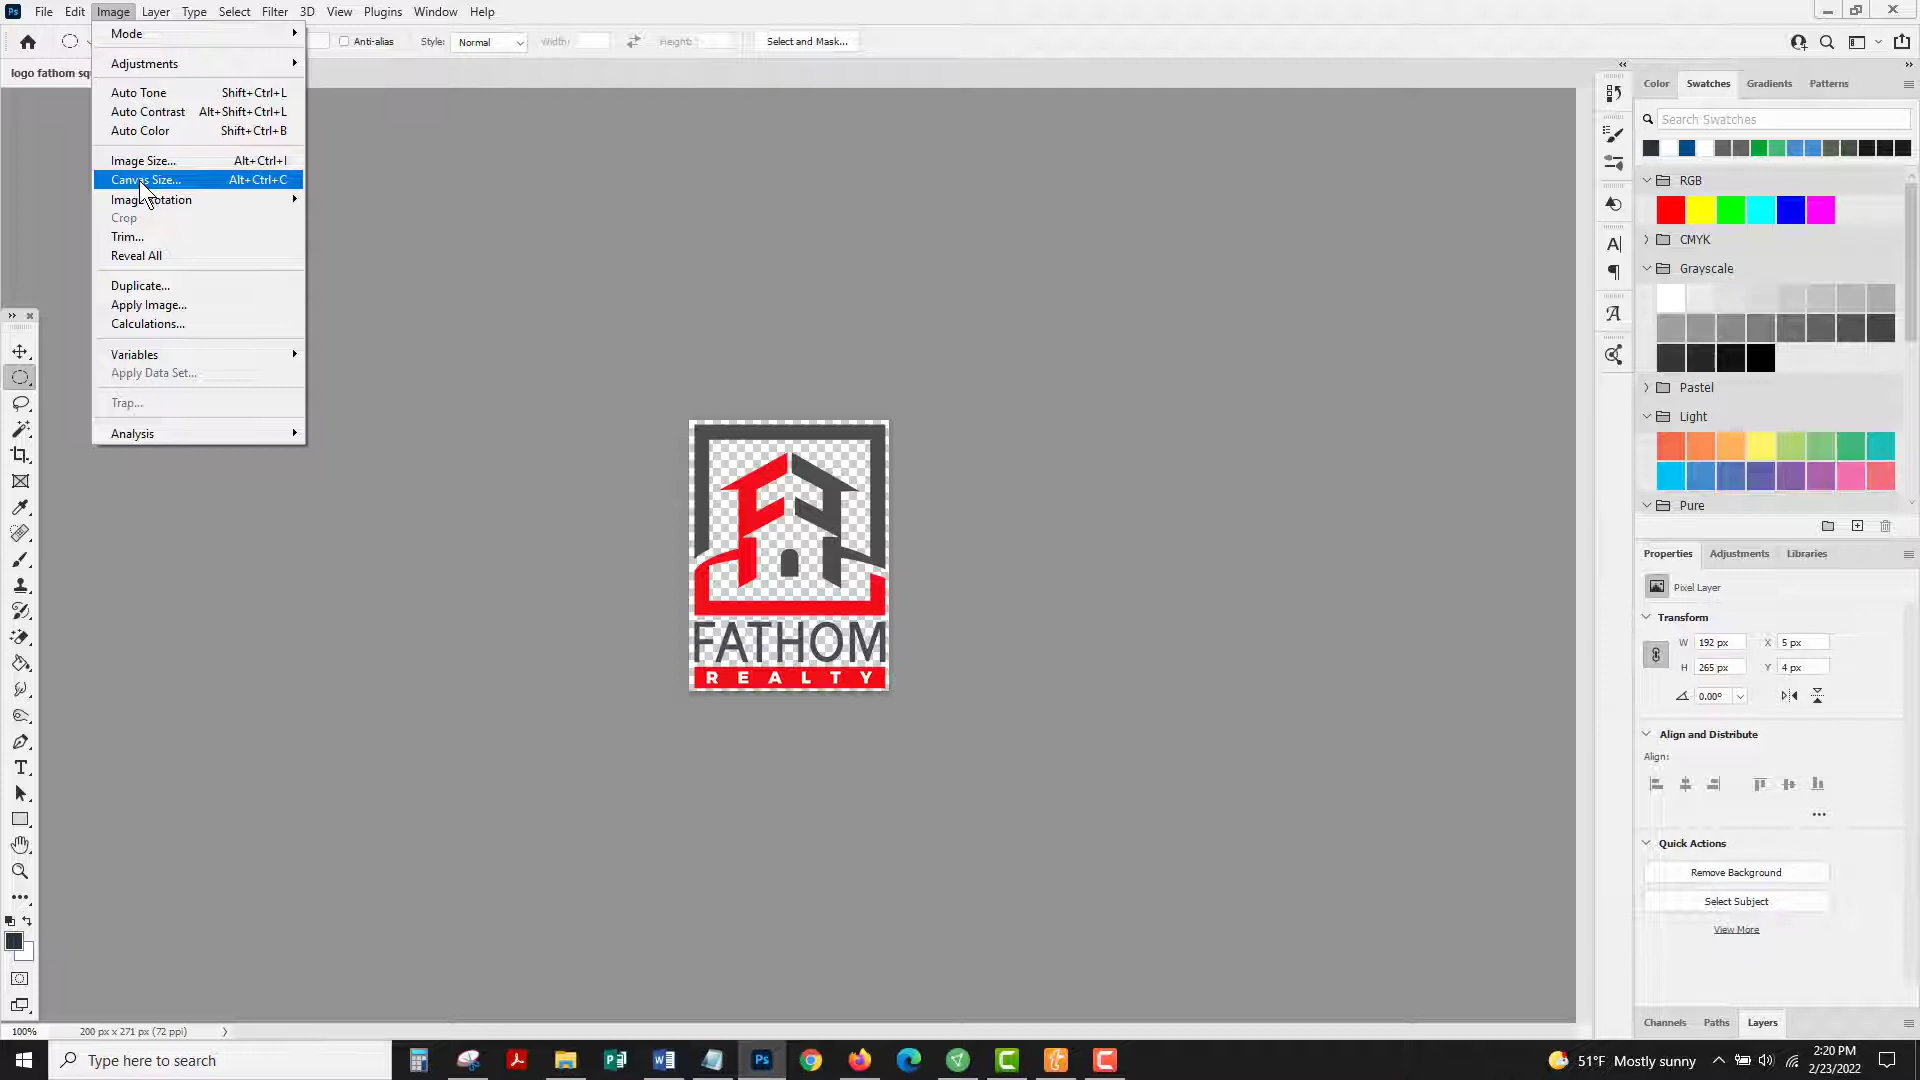 Ps File Edit Image Layer Type Select Filter 3D View Plugins Window Help
Anti-alias Style: Normal Width: Height: Select and Mask...
logo fathom squ
Mode
Adjustments
Auto Tone Shift+Ctrl+L
Auto Contrast Alt+Shift+Ctrl+L
Auto Color Shift+Ctrl+B
Image Size... Alt+Ctrl+I
Canvas Size... Alt+Ctrl+C
Image Rotation
Crop
Trim...
Reveal All
Duplicate...
Apply Image...
Calculations...
Variables
Apply Data Set...
Trap...
Analysis
FATHOM
REALTY
Color Swatches Gradients Patterns
Search Swatches
RGB
CMYK
Grayscale
Pastel
Light
Pure
Properties Adjustments Libraries
Pixel Layer
Transform
W 192 px X 5 px
H 265 px Y 4 px
0.00°
Align and Distribute
Align:
Quick Actions
Remove Background
Select Subject
View More
Channels Paths Layers
100% 200 px x 271 px (72 ppi)
Type here to search
51°F Mostly sunny
2:20 PM
2/23/2022